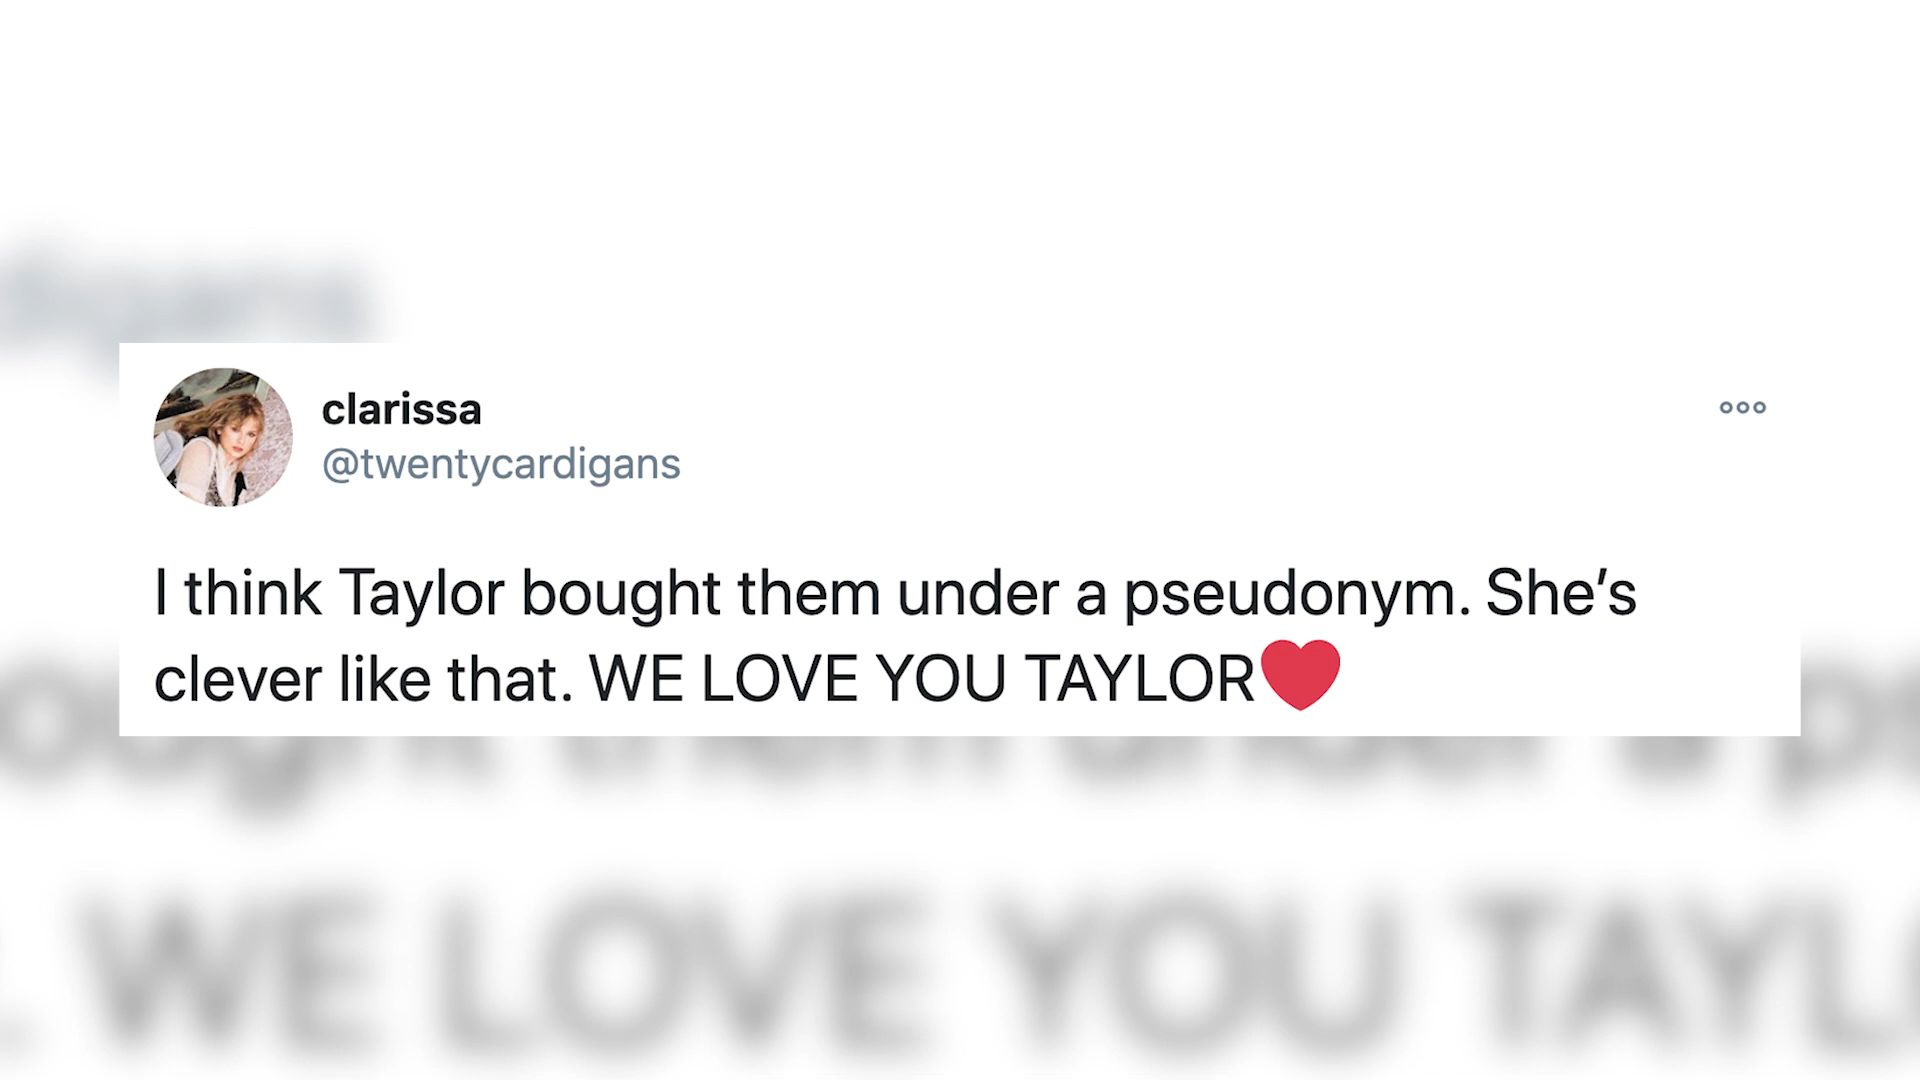 clarissa
@twentycardigans
I think Taylor bought them under a pseudonym. She’s
clever like that. WE LOVE YOU TAYLOR❤️